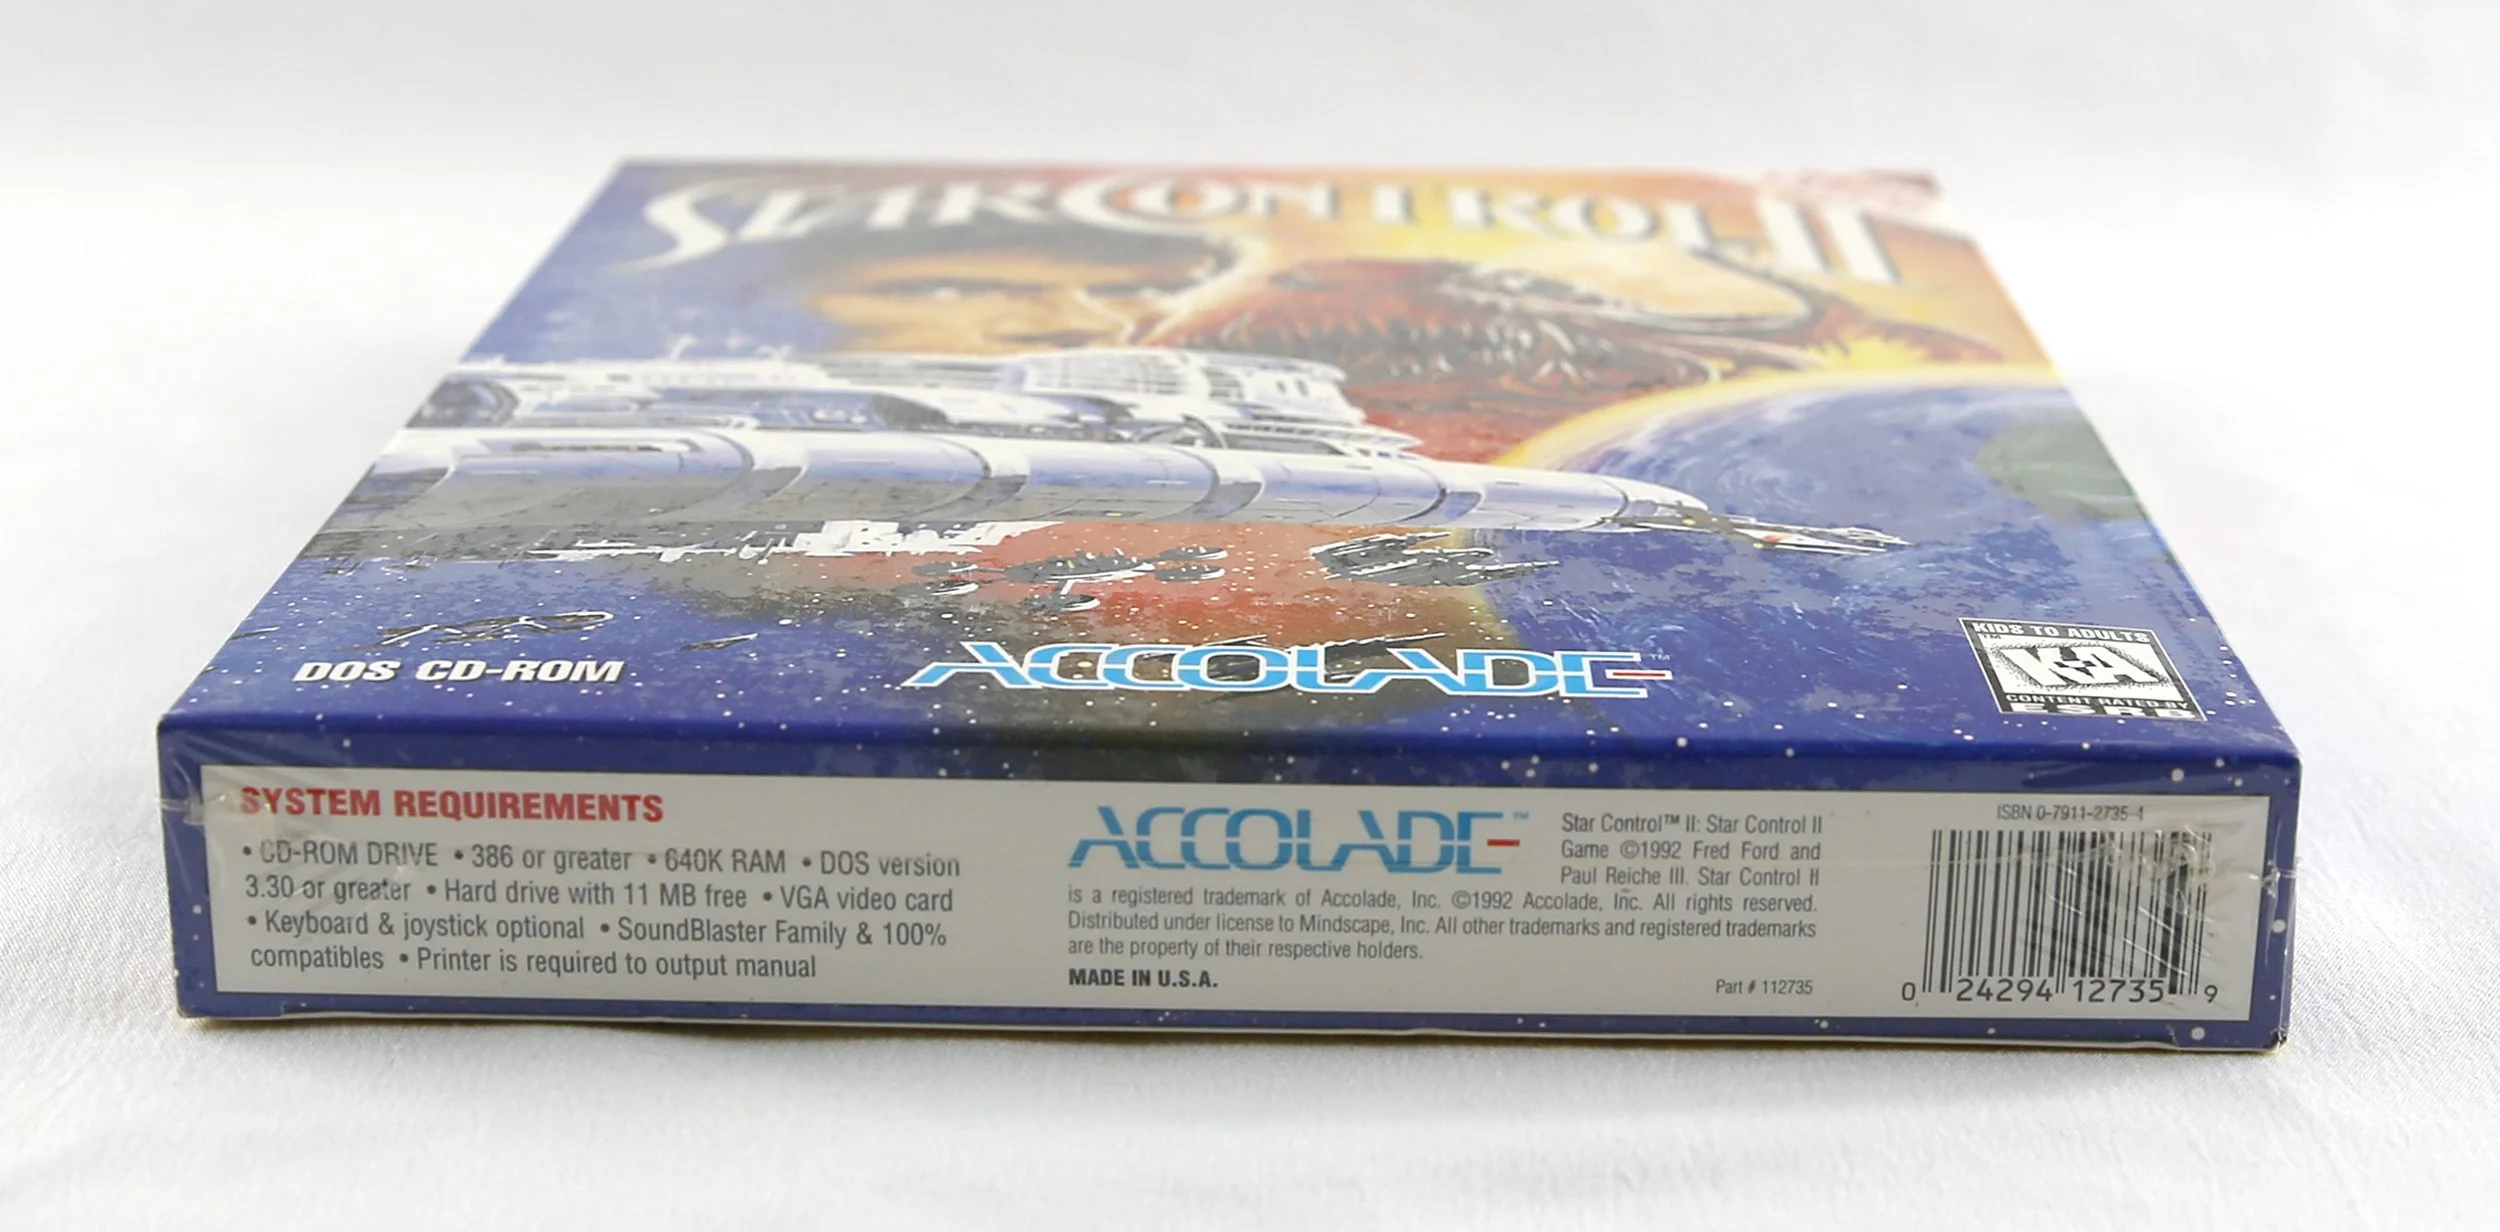 STAR CONTROL II
DOS CD-ROM
ACCOLADE™
KIDS TO ADULTS
™
K-A
CONTENT RATED BY
ESRB
SYSTEM REQUIREMENTS
• CD-ROM DRIVE • 386 or greater • 640K RAM • DOS version
3.30 or greater • Hard drive with 11 MB free • VGA video card
• Keyboard & joystick optional • SoundBlaster Family & 100%
compatibles • Printer is required to output manual
ACCOLADE™
Star Control™ II: Star Control II
Game ©1992 Fred Ford and
Paul Reiche III. Star Control II
is a registered trademark of Accolade, Inc. ©1992 Accolade, Inc. All rights reserved.
Distributed under license to Mindscape, Inc. All other trademarks and registered trademarks
are the property of their respective holders.
MADE IN U.S.A.
Part # 112735
ISBN 0-7911-2735-4
0 24294 12735 9